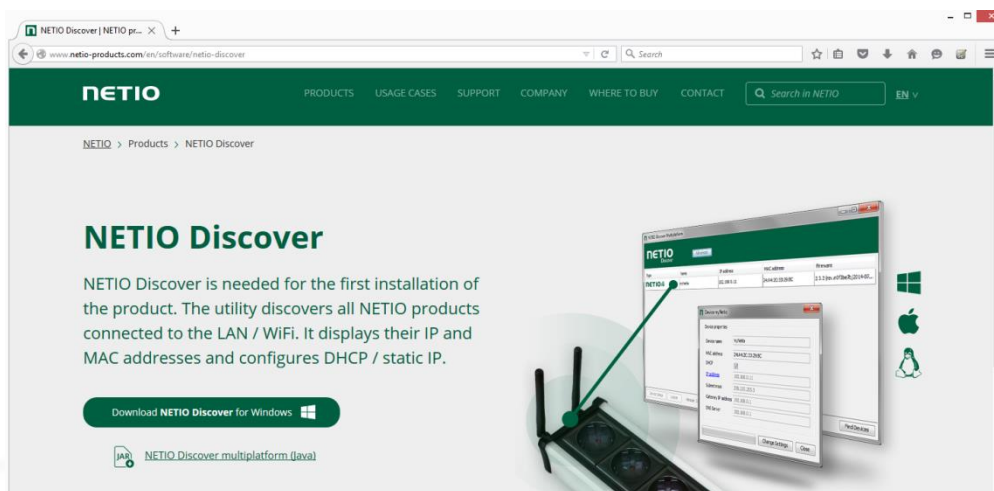 NETIO Discover | NETIO pr...
www.netio-products.com/en/software/netio-discover
Search
NETIO
PRODUCTS USAGE CASES SUPPORT COMPANY WHERE TO BUY CONTACT
Search in NETIO
EN
NETIO > Products > NETIO Discover
NETIO Discover
NETIO Discover is needed for the first installation of
the product. The utility discovers all NETIO products
connected to the LAN / WiFi. It displays their IP and
MAC addresses and configures DHCP / static IP.
Download NETIO Discover for Windows
JAR
NETIO Discover multiplatform (Java)
NETIO
Discover
IP address
MAC address
Firmware
NETIO4
Device name
MAC address
DHCP
IP address
Gateway IP address
Find Devices
Change Settings
Close